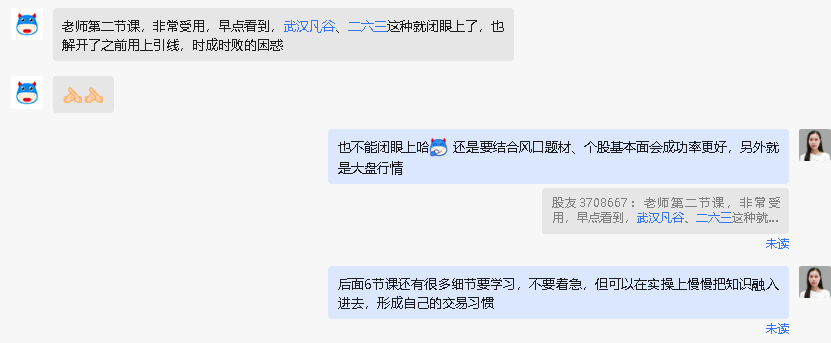 老师第二节课，非常受用，早点看到，武汉凡谷、二六三这种就闭眼上了，也
解开了之前用上引线，时成时败的困惑
也不能闭眼上哈 还是要结合风口题材、个股基本面会成功率更好，另外就
是大盘行情
股友3708667：老师第二节课，非常受
用，早点看到，武汉凡谷、二六三这种就...
未读
后面6节课还有很多细节要学习，不要着急，但可以在实操上慢慢把知识融入
进去，形成自己的交易习惯
未读